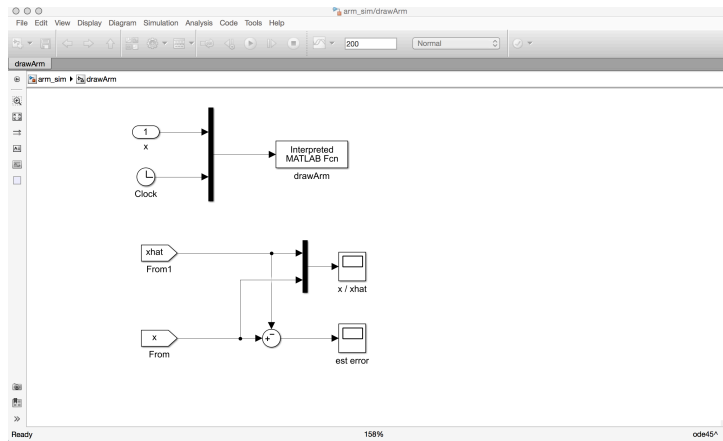 arm_sim/drawArm
File Edit View Display Diagram Simulation Analysis Code Tools Help
200
Normal
drawArm
arm_sim drawArm
1
x
Clock
Interpreted
MATLAB Fcn
drawArm
xhat
From1
x / xhat
x
From
+
−
est error
Ready
158%
ode45^